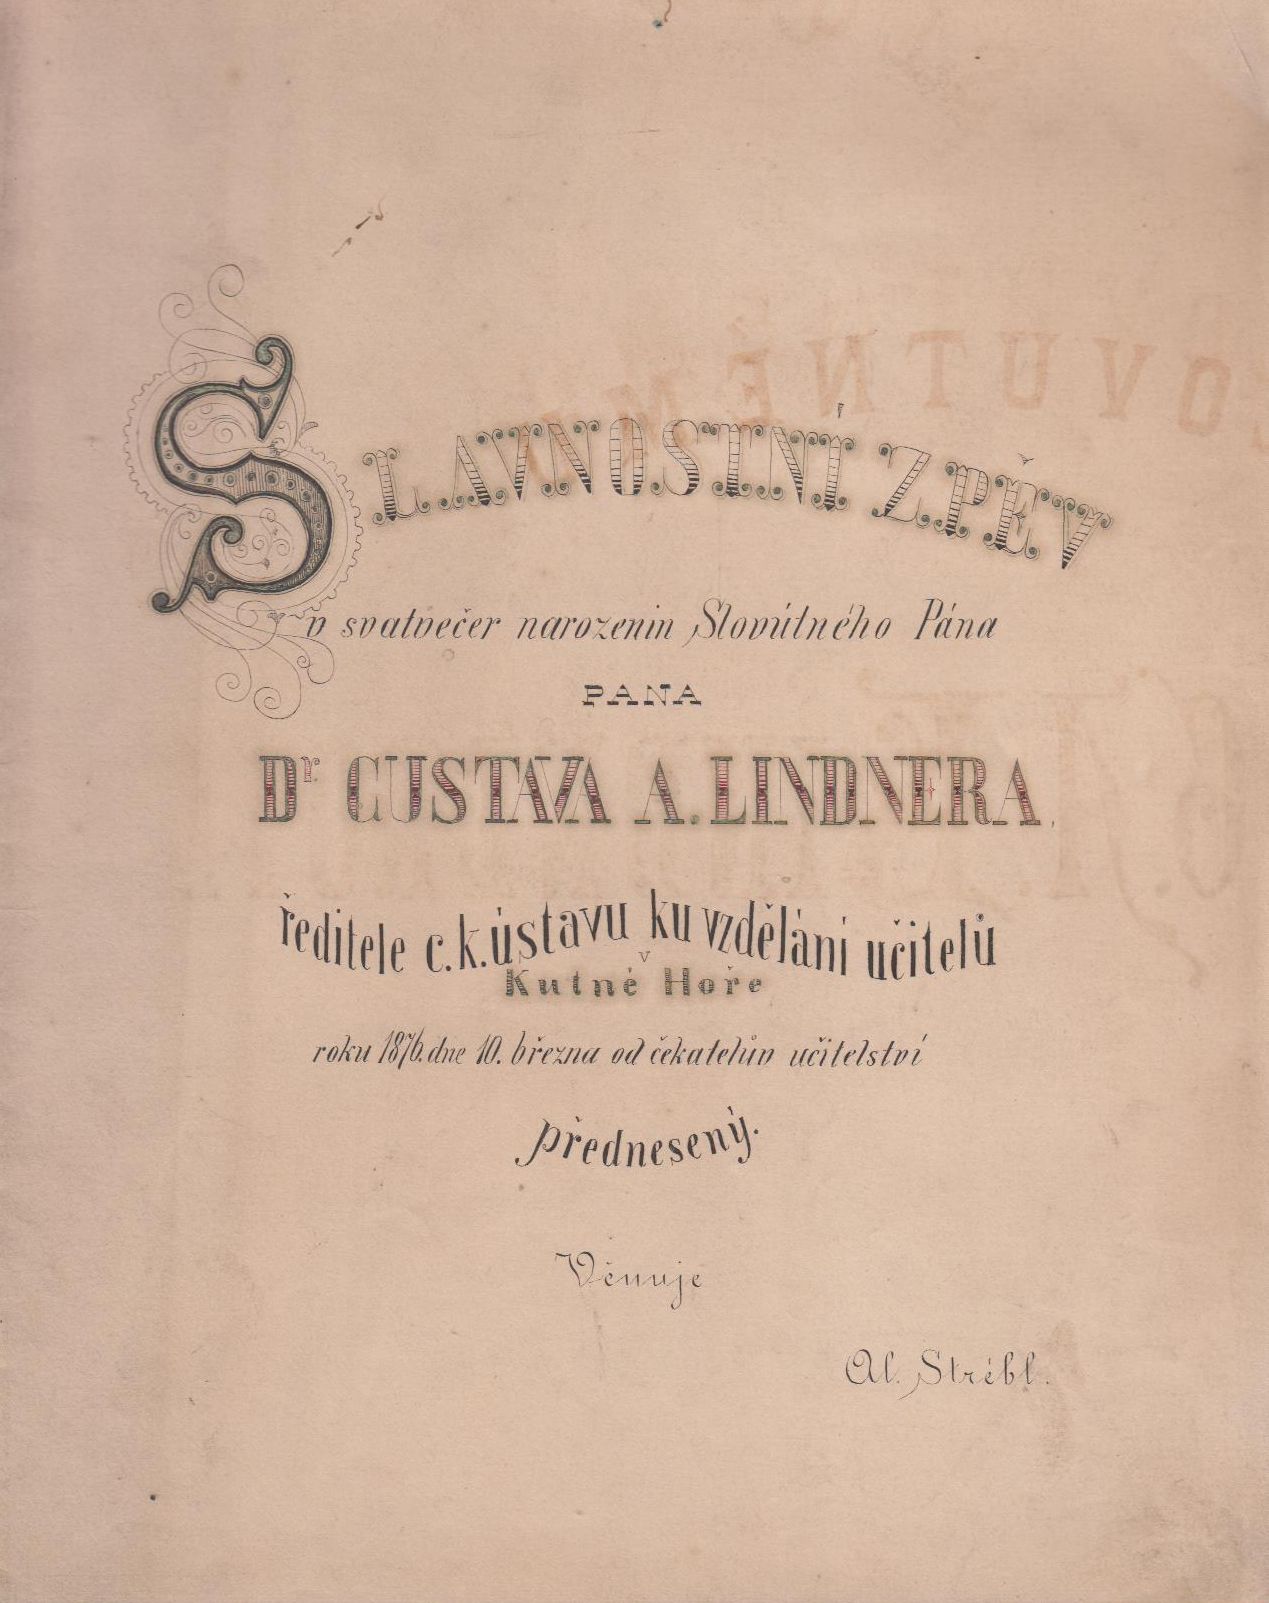 SLAVNOSTNÍ ZPĚV
v svatvečer narozenin Slovútného Pána
PANA
Dr. GUSTAVA A. LINDNERA,
ředitele c. k. ústavu ku vzdělání učitelů
v
Kutné Hoře
roku 1876. dne 10. března od čekatelův učitelství
přednesený.
Věnuje
Al. Strébl.